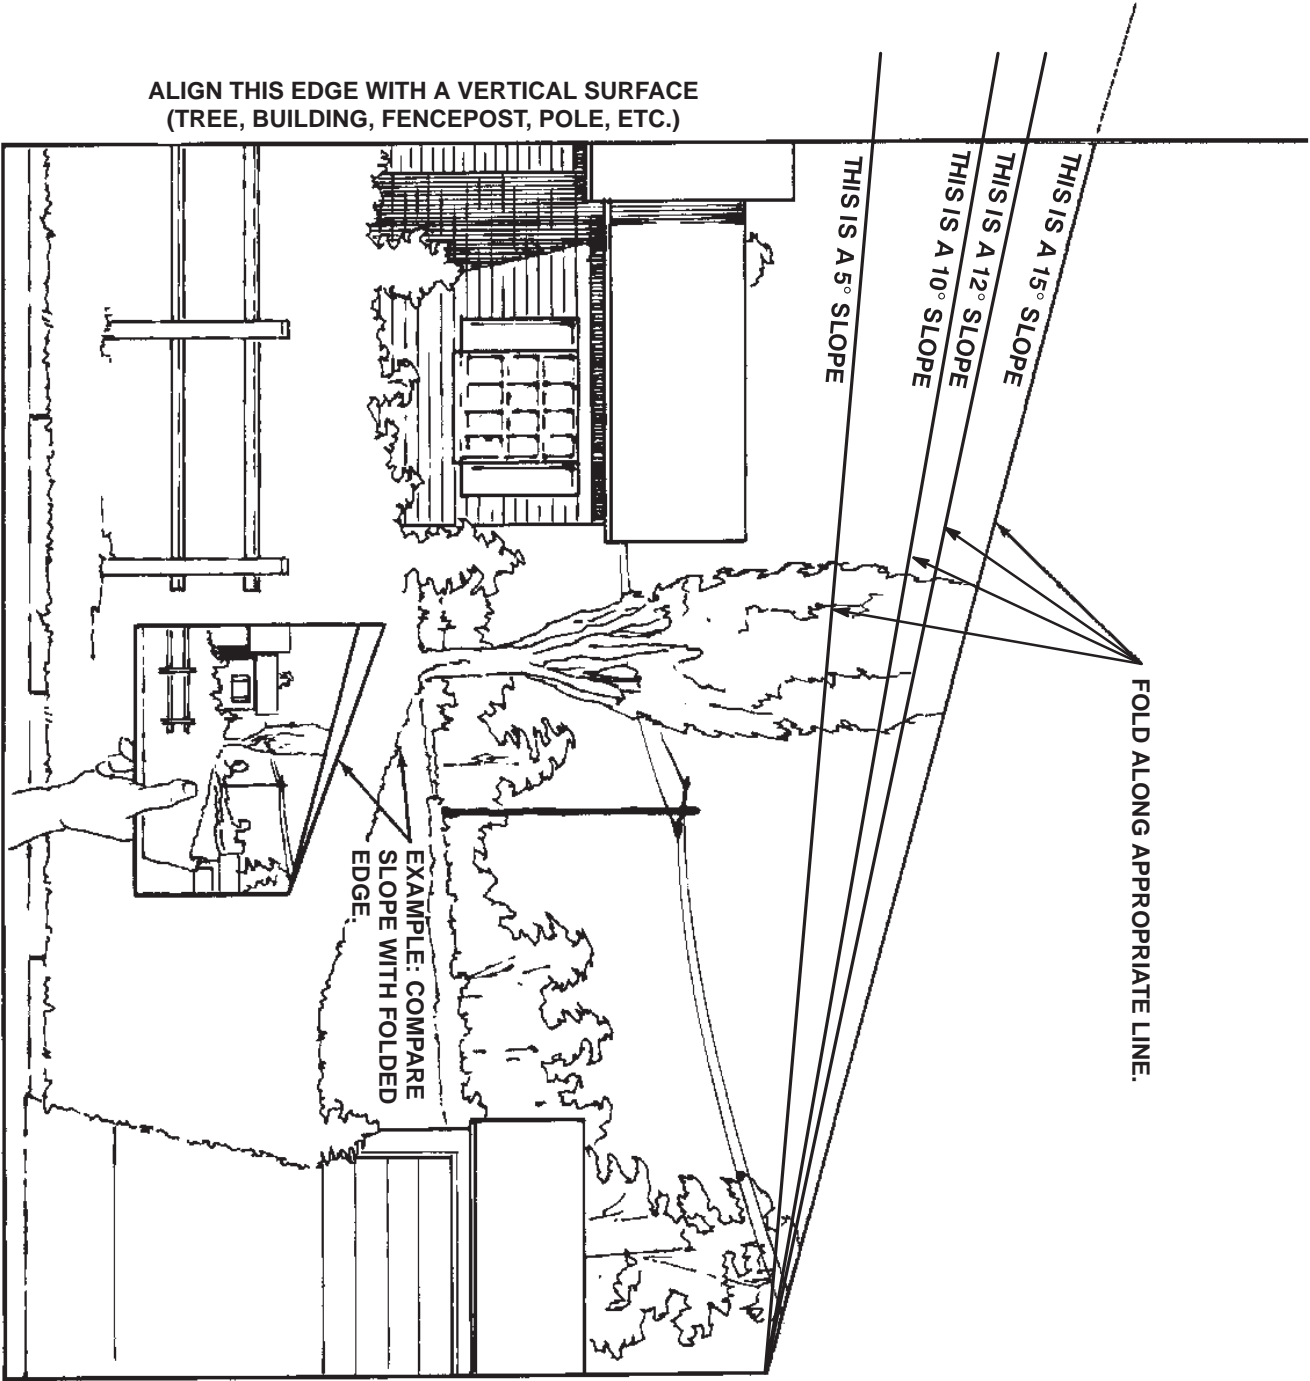 ALIGN THIS EDGE WITH A VERTICAL SURFACE
(TREE, BUILDING, FENCEPOST, POLE, ETC.)
THIS IS A 15° SLOPE
THIS IS A 12° SLOPE
THIS IS A 10° SLOPE
THIS IS A 5° SLOPE
FOLD ALONG APPROPRIATE LINE.
EXAMPLE: COMPARE
SLOPE WITH FOLDED
EDGE.